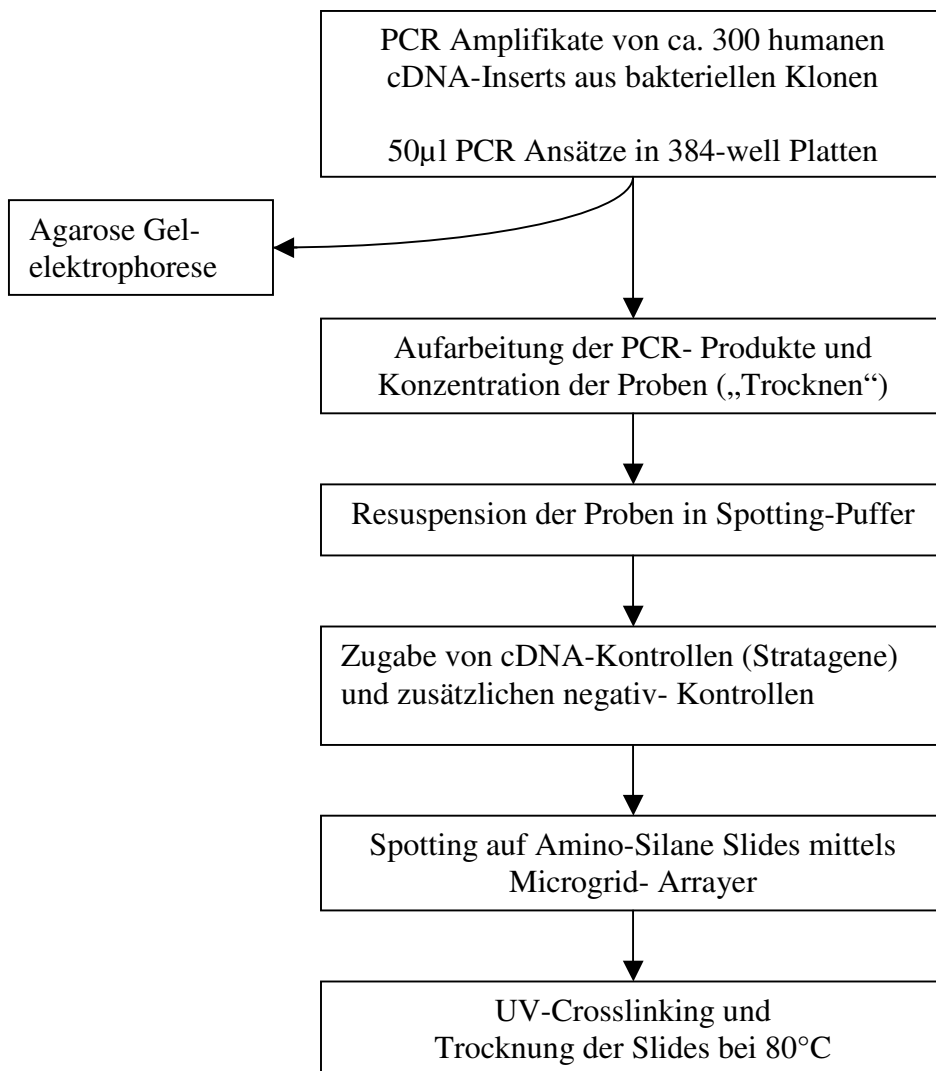 PCR Amplifikate von ca. 300 humanen
cDNA-Inserts aus bakteriellen Klonen
50µl PCR Ansätze in 384-well Platten
Agarose Gel-
elektrophorese
Aufarbeitung der PCR- Produkte und
Konzentration der Proben („Trocknen“)
Resuspension der Proben in Spotting-Puffer
Zugabe von cDNA-Kontrollen (Stratagene)
und zusätzlichen negativ- Kontrollen
Spotting auf Amino-Silane Slides mittels
Microgrid- Arrayer
UV-Crosslinking und
Trocknung der Slides bei 80°C